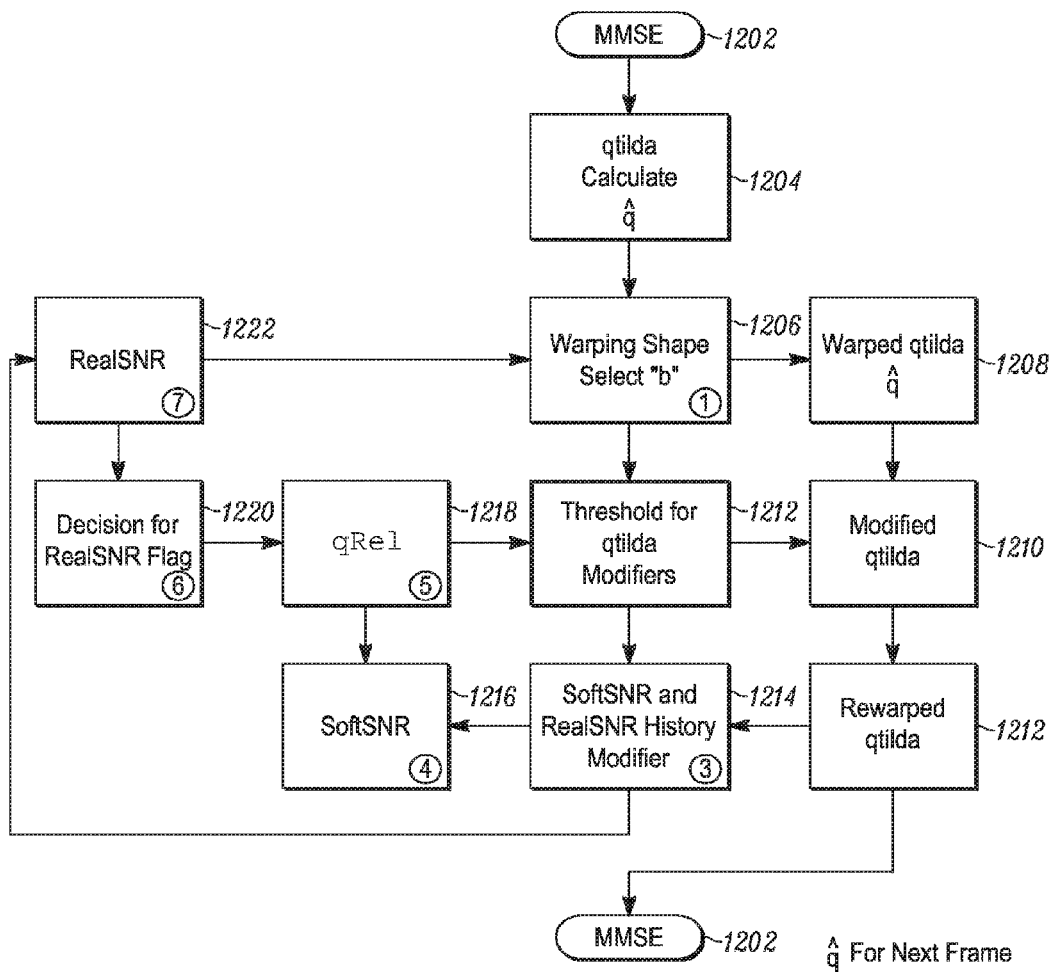 MMSE
1202
qtilda
Calculate
q̂
1204
RealSNR
⑦
1222
Warping Shape
Select "b"
①
1206
Warped qtilda
q̂
1208
Decision for
RealSNR Flag
⑥
1220
qRel
⑤
1218
Threshold for
qtilda
Modifiers
1212
Modified
qtilda
1210
SoftSNR
④
1216
SoftSNR and
RealSNR History
Modifier
③
1214
Rewarped
qtilda
1212
MMSE
1202
q̂ For Next Frame